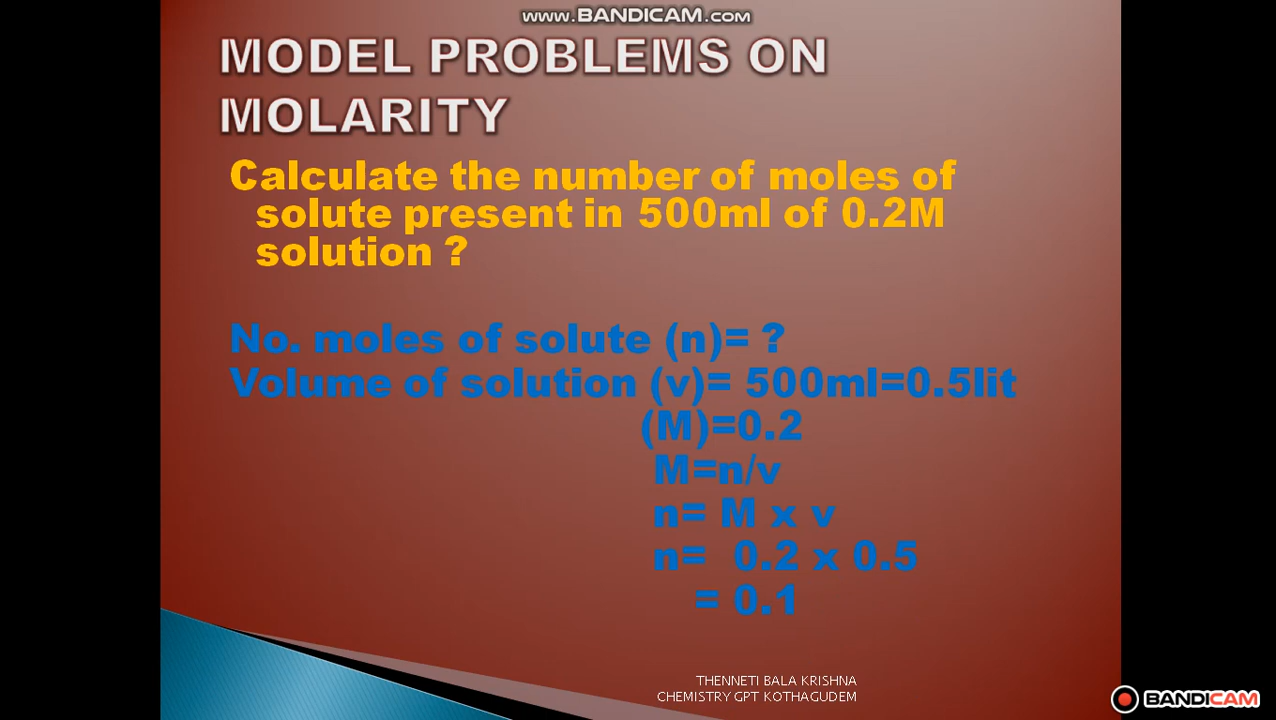 www.BANDICAM.com
MODEL PROBLEMS ON
MOLARITY
Calculate the number of moles of
solute present in 500ml of 0.2M
solution ?
No. moles of solute (n)= ?
Volume of solution (v)= 500ml=0.5lit
(M)=0.2
M=n/v
n= M x v
n= 0.2 x 0.5
= 0.1
THENNETI BALA KRISHNA
CHEMISTRY GPT KOTHAGUDEM
BANDICAM